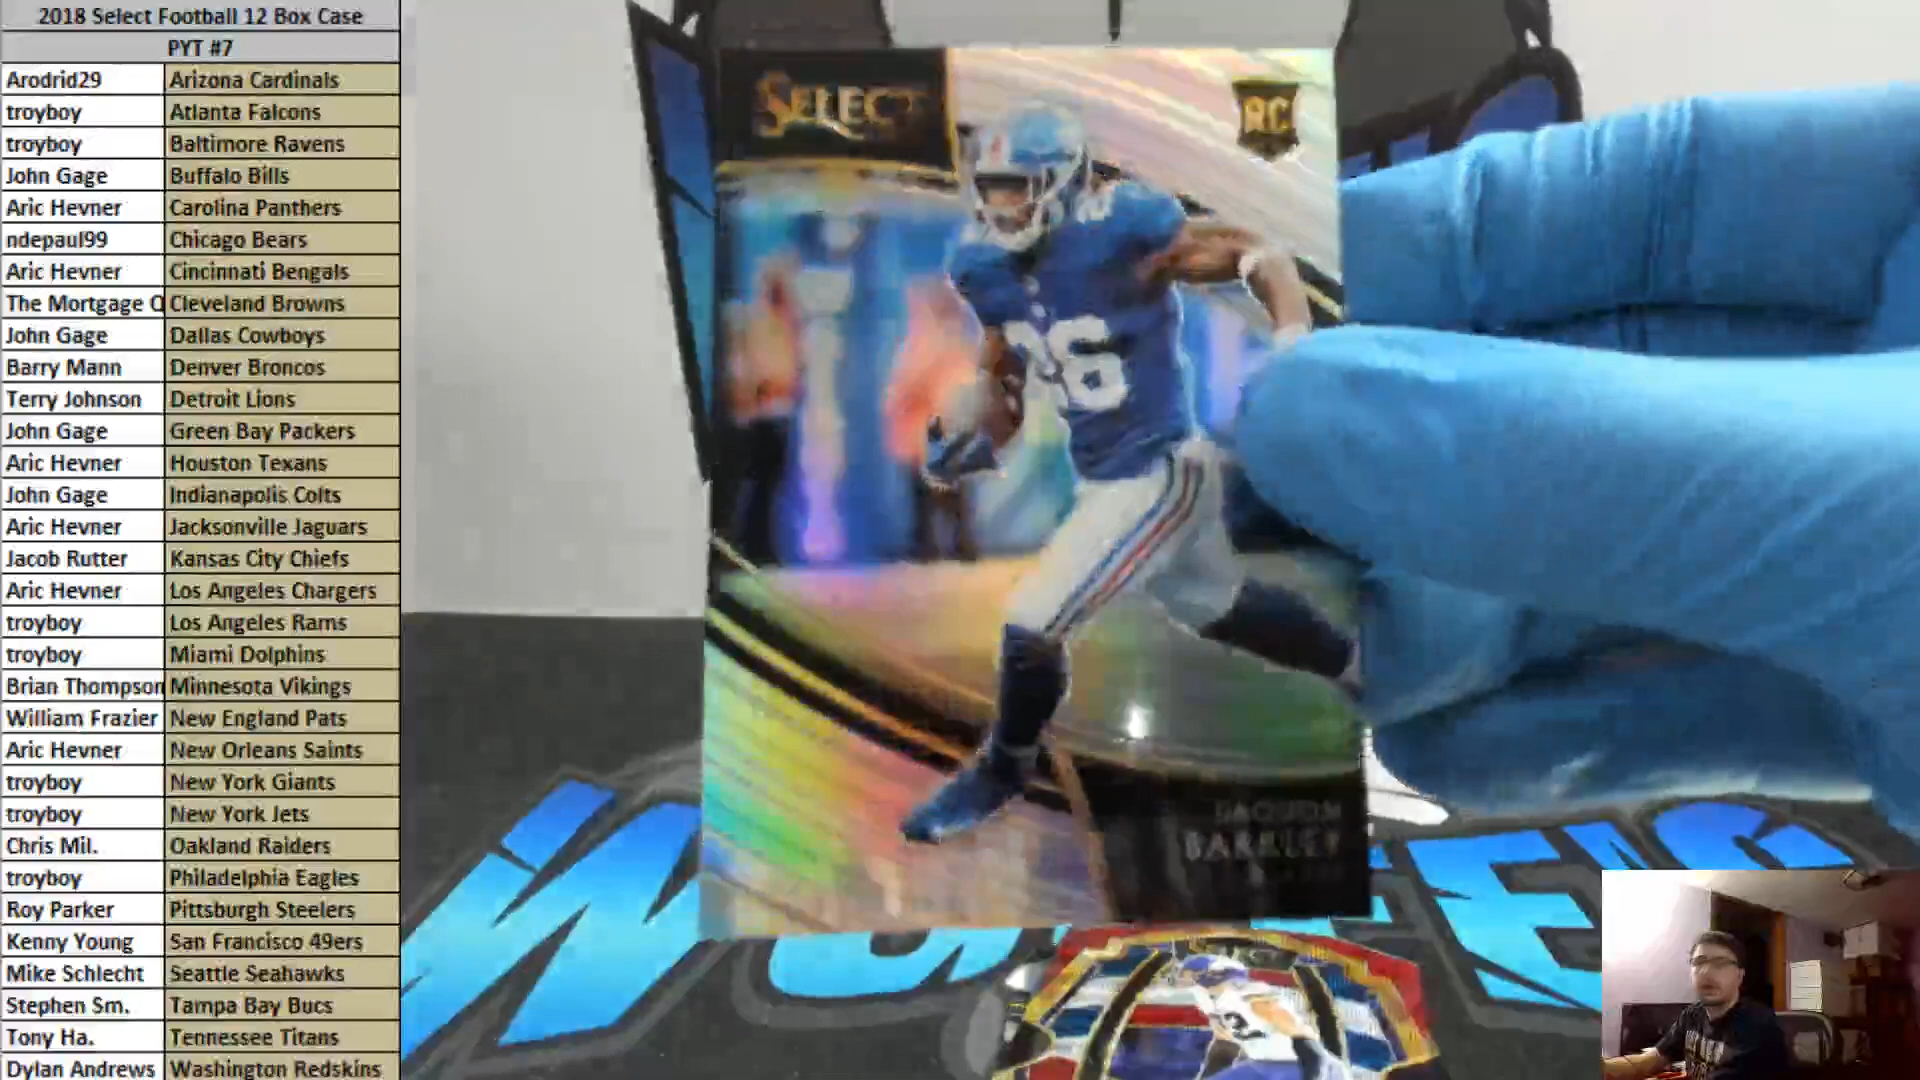 2018 Select Football 12 Box Case
PYT #7
Arodrid29 Arizona Cardinals
troyboy Atlanta Falcons
troyboy Baltimore Ravens
John Gage Buffalo Bills
Aric Hevner Carolina Panthers
ndepaul99 Chicago Bears
Aric Hevner Cincinnati Bengals
The Mortgage Cleveland Browns
John Gage Dallas Cowboys
Barry Mann Denver Broncos
Terry Johnson Detroit Lions
John Gage Green Bay Packers
Aric Hevner Houston Texans
John Gage Indianapolis Colts
Aric Hevner Jacksonville Jaguars
Jacob Rutter Kansas City Chiefs
Aric Hevner Los Angeles Chargers
troyboy Los Angeles Rams
troyboy Miami Dolphins
Brian Thompson Minnesota Vikings
William Frazier New England Pats
Aric Hevner New Orleans Saints
troyboy New York Giants
troyboy New York Jets
Chris Mil. Oakland Raiders
troyboy Philadelphia Eagles
Roy Parker Pittsburgh Steelers
Kenny Young San Francisco 49ers
Mike Schlecht Seattle Seahawks
Stephen Sm. Tampa Bay Bucs
Tony Ha. Tennessee Titans
Dylan Andrews Washington Redskins
SELECT
RC
26
SAQUON
BARKLEY